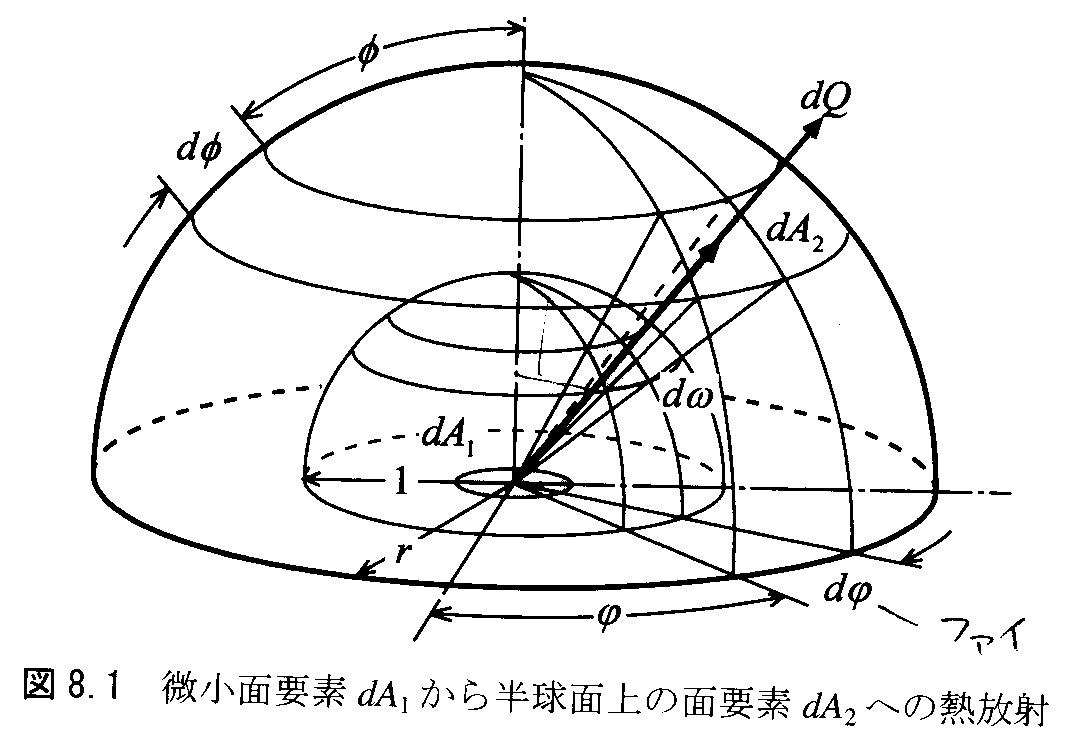 ϕ
dQ
dϕ
dA₂
dω
dA₁
1
r
dφ
φ
ファイ
図 8.1 微小面要素 dA₁ から半球面上の面要素 dA₂ への熱放射